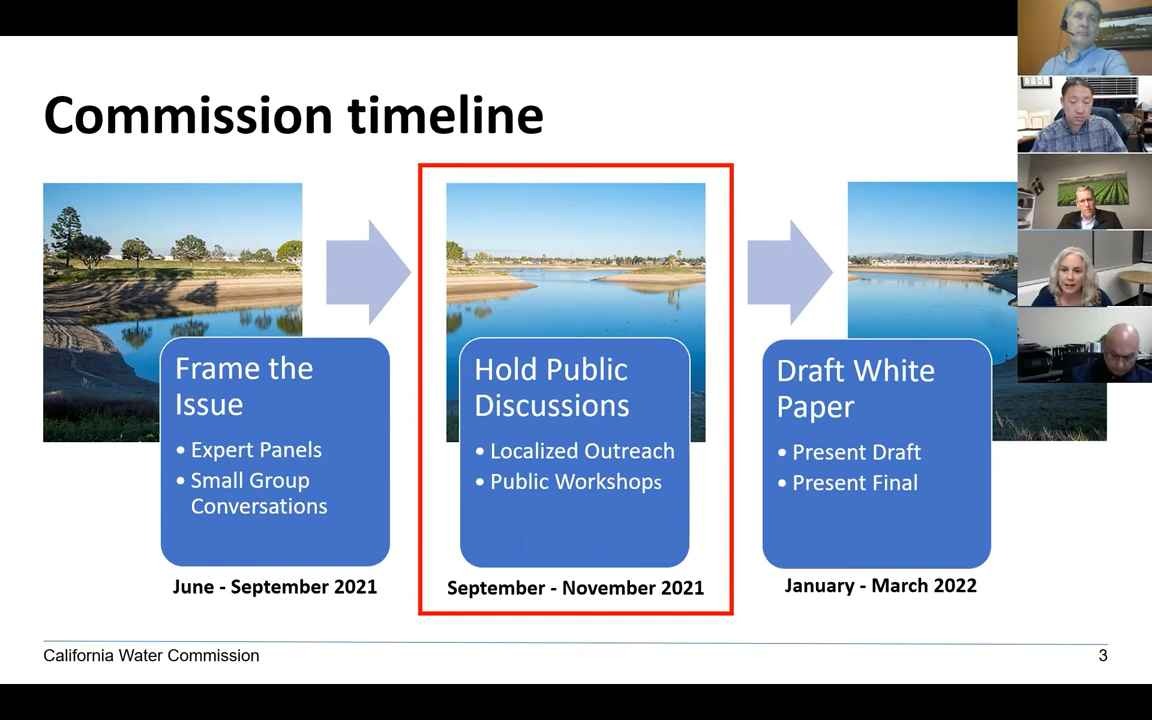 Commission timeline
Frame the
Issue
• Expert Panels
• Small Group
Conversations
June - September 2021
Hold Public
Discussions
• Localized Outreach
• Public Workshops
September - November 2021
Draft White
Paper
• Present Draft
• Present Final
January - March 2022
California Water Commission
3